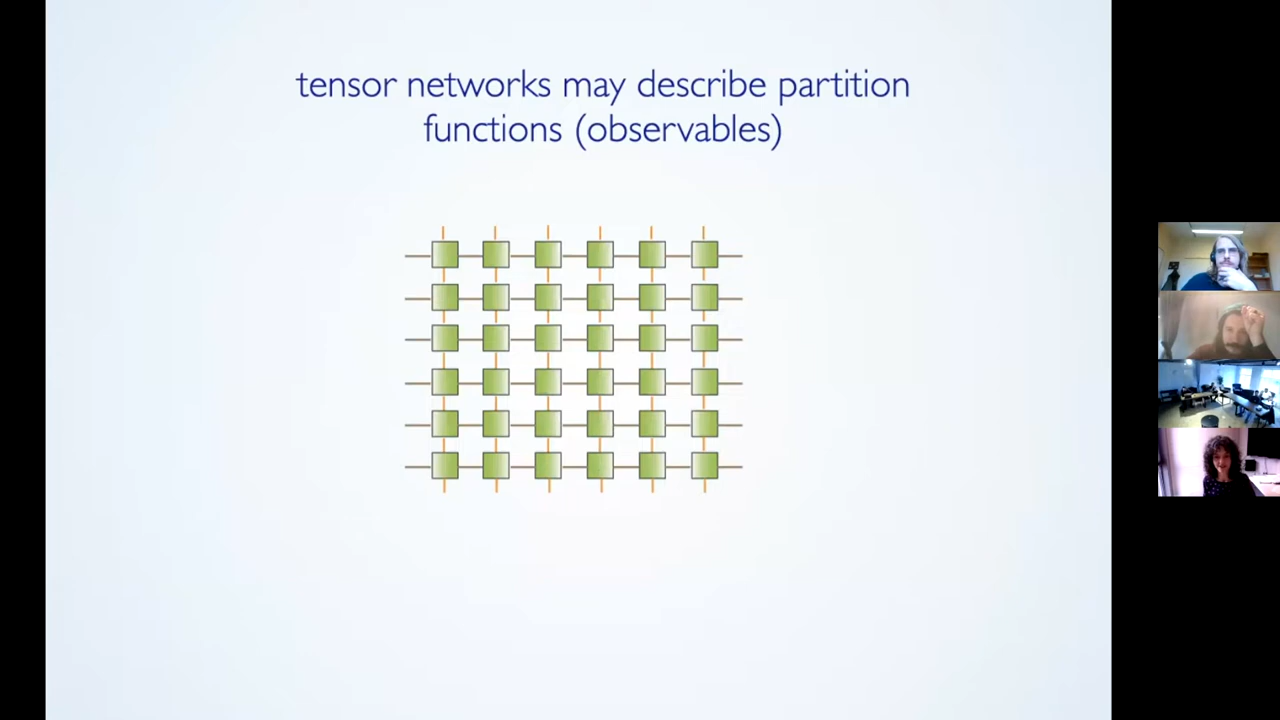 tensor networks may describe partition
functions (observables)